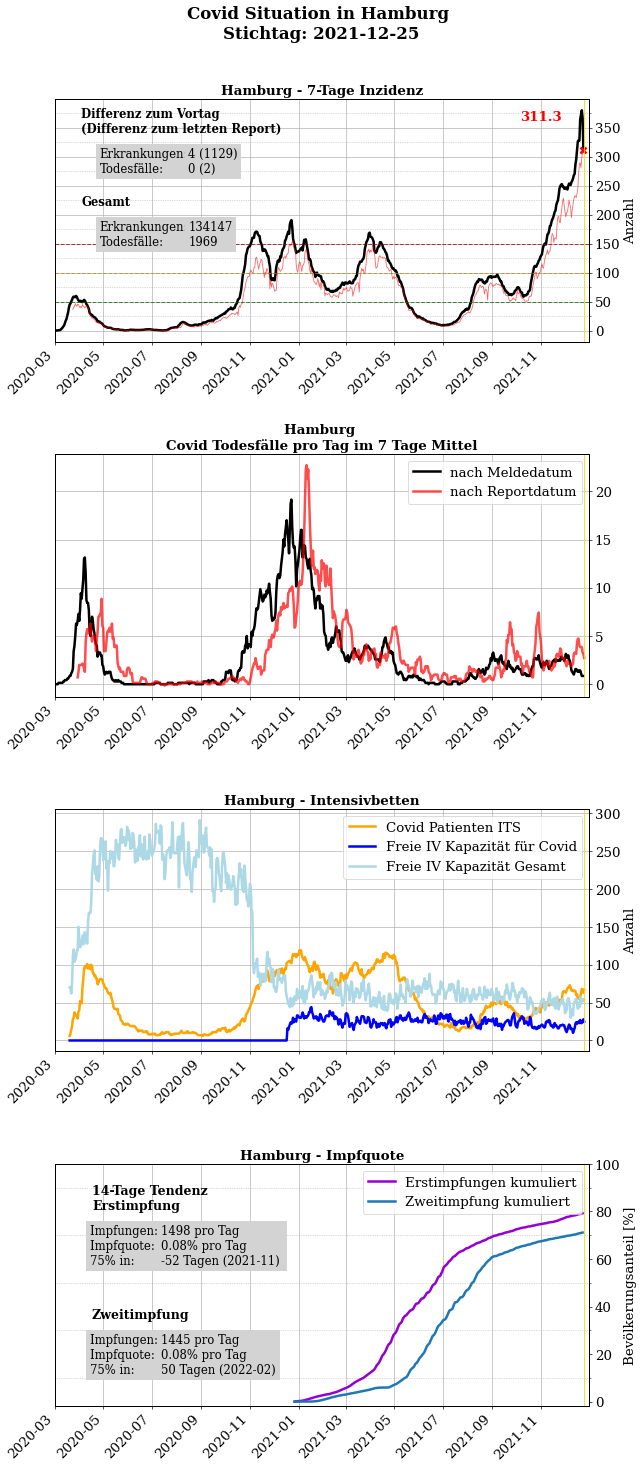 Covid Situation in Hamburg
Stichtag: 2021-12-25
Hamburg - 7-Tage Inzidenz
Differenz zum Vortag
(Differenz zum letzten Report)
Erkrankungen 4 (1129)
Todesfälle: 0 (2)
Gesamt
Erkrankungen 134147
Todesfälle: 1969
311.3
350
300
250
200
150
100
50
0
Anzahl
2020-03
2020-05
2020-07
2020-09
2020-11
2021-01
2021-03
2021-05
2021-07
2021-09
2021-11
Hamburg
Covid Todesfälle pro Tag im 7 Tage Mittel
nach Meldedatum
nach Reportdatum
20
15
10
5
0
2020-03
2020-05
2020-07
2020-09
2020-11
2021-01
2021-03
2021-05
2021-07
2021-09
2021-11
Hamburg - Intensivbetten
Covid Patienten ITS
Freie IV Kapazität für Covid
Freie IV Kapazität Gesamt
300
250
200
150
100
50
0
Anzahl
2020-03
2020-05
2020-07
2020-09
2020-11
2021-01
2021-03
2021-05
2021-07
2021-09
2021-11
Hamburg - Impfquote
14-Tage Tendenz
Erstimpfung
Impfungen: 1498 pro Tag
Impfquote: 0.08% pro Tag
75% in: -52 Tagen (2021-11)
Zweitimpfung
Impfungen: 1445 pro Tag
Impfquote: 0.08% pro Tag
75% in: 50 Tagen (2022-02)
Erstimpfungen kumuliert
Zweitimpfung kumuliert
100
80
60
40
20
0
Bevölkerungsanteil [%]
2020-03
2020-05
2020-07
2020-09
2020-11
2021-01
2021-03
2021-05
2021-07
2021-09
2021-11